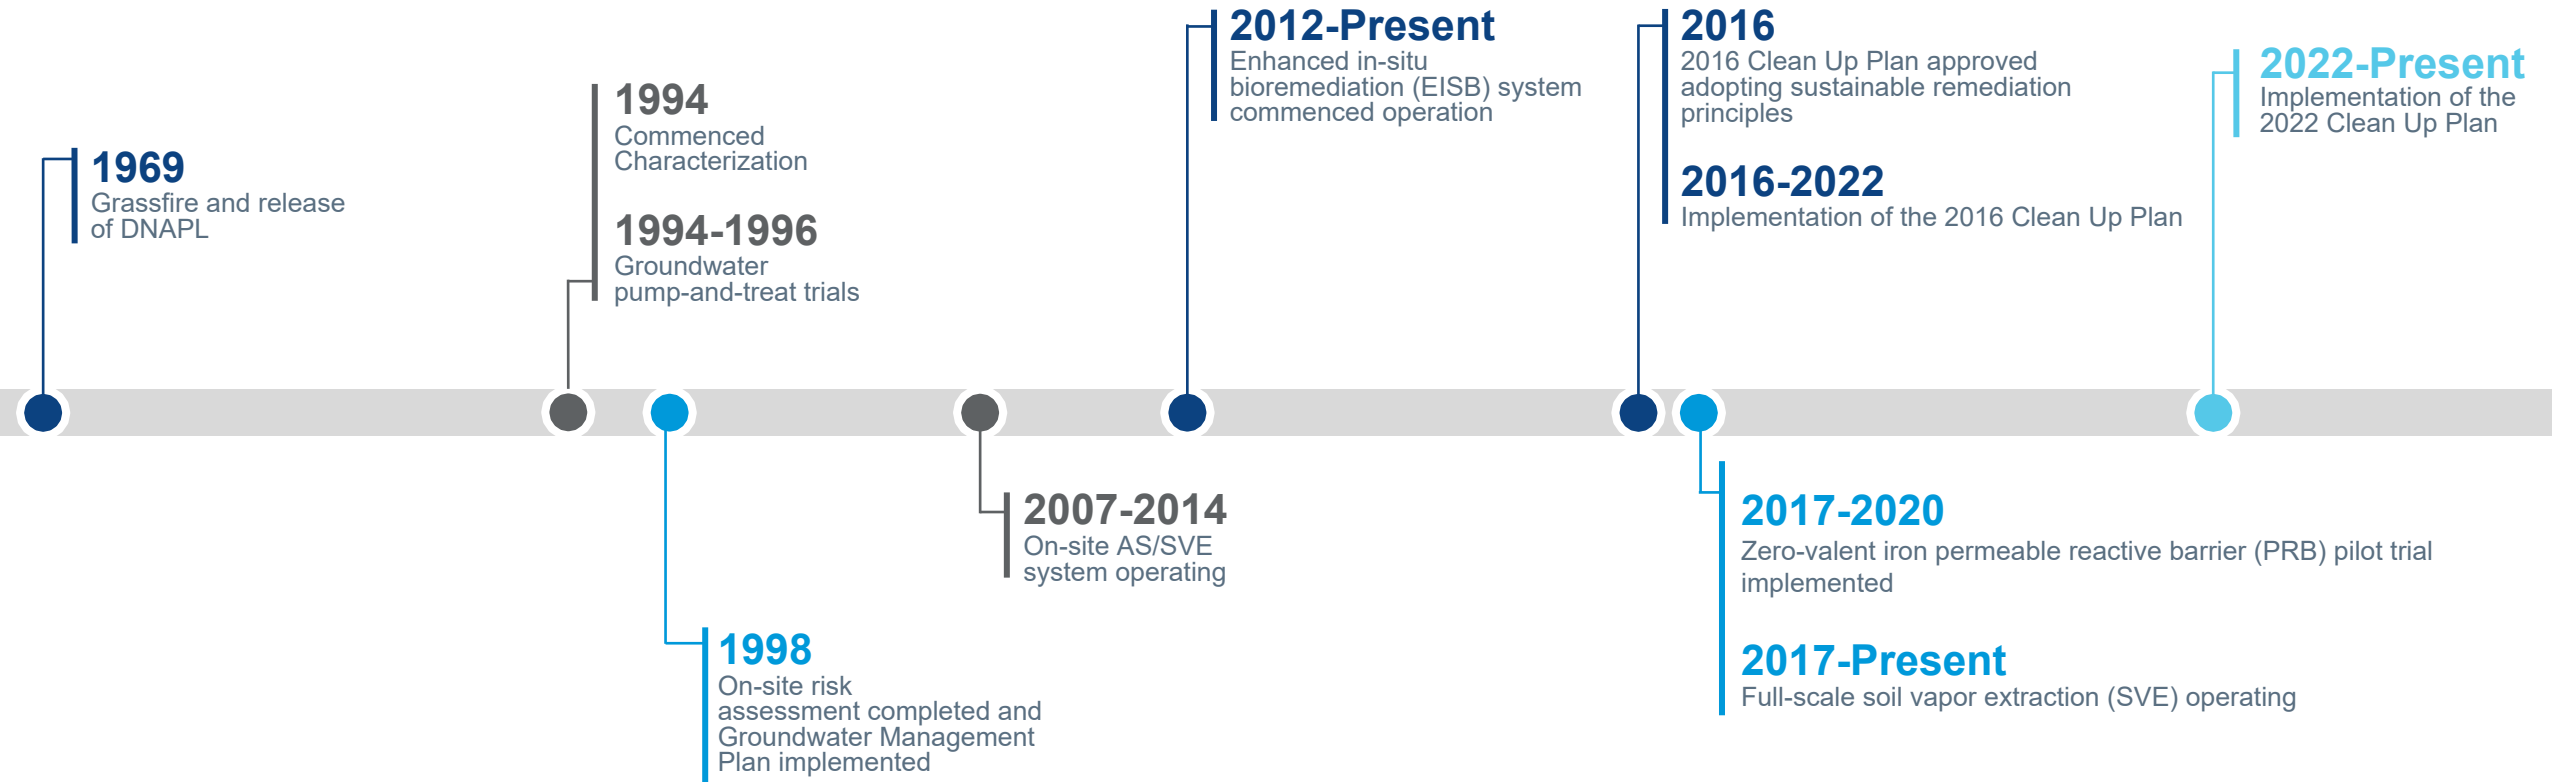 1969
Grassfire and release
of DNAPL
1994
Commenced
Characterization
1994-1996
Groundwater
pump-and-treat trials
1998
On-site risk
assessment completed and
Groundwater Management
Plan implemented
2007-2014
On-site AS/SVE
system operating
2012-Present
Enhanced in-situ
bioremediation (EISB) system
commenced operation
2016
2016 Clean Up Plan approved
adopting sustainable remediation
principles
2016-2022
Implementation of the 2016 Clean Up Plan
2017-2020
Zero-valent iron permeable reactive barrier (PRB) pilot trial
implemented
2017-Present
Full-scale soil vapor extraction (SVE) operating
2022-Present
Implementation of the
2022 Clean Up Plan